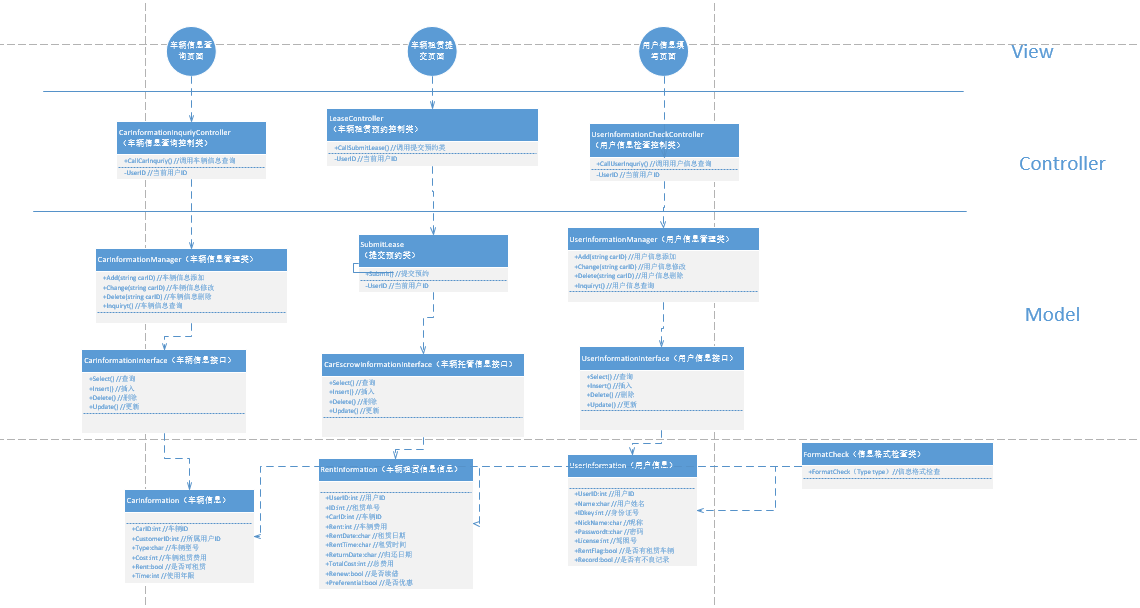 车辆信息查
询页面
车辆租赁提
交页面
用户信息填
写页面
View
CarInformationInquriyController
（车辆信息查询控制类）
+CallCarInquriy() //调用车辆信息查询
-UserID //当前用户ID
LeaseController
（车辆租赁预约控制类）
+CallSubmitLease() //调用提交预约类
-UserID //当前用户ID
UserInformationCheckController
（用户信息检查控制类）
+CallUserInquriy() //调用用户信息查询
-UserID //当前用户ID
Controller
CarInformationManager（车辆信息管理类）
+Add(string carID) //车辆信息添加
+Change(string carID) //车辆信息修改
+Delete(string carID) //车辆信息删除
+Inquiry() //车辆信息查询
SubmitLease
（提交预约类）
+Submit() //提交预约
-UserID //当前用户ID
UserInformationManager（用户信息管理类）
+Add(string carID) //用户信息添加
+Change(string carID) //用户信息修改
+Delete(string carID) //用户信息删除
+Inquiry() //用户信息查询
Model
CarInformationInterface（车辆信息接口）
+Select() //查询
+Insert() //插入
+Delete() //删除
+Update() //更新
CarEscrowInformationInterface（车辆托管信息接口）
+Select() //查询
+Insert() //插入
+Delete() //删除
+Update() //更新
UserInformationInterface（用户信息接口）
+Select() //查询
+Insert() //插入
+Delete() //删除
+Update() //更新
CarInformation（车辆信息）
+CarID:int //车辆ID
+CustomerID:int //所属用户ID
+Type:char //车辆型号
+Cost:int //车辆租赁费用
+Rent:bool //是否可租赁
+Time:int //使用年限
RentInformation（车辆租赁信息信息）
+UserID:int //用户ID
+ID:int //租赁单号
+CarID:int //车辆ID
+Rent:int //车辆费用
+RentDate:char //租赁日期
+RentTime:char //租赁时间
+ReturnDate:char //归还日期
+TotalCost:int //总费用
+Renew:bool //是否续租
+Preferential:bool //是否优惠
UserInformation（用户信息）
+UserID:int //用户ID
+Name:char //用户姓名
+IDkey:int //身份证号
+NickName:char //昵称
+Password:char //密码
+License:int //驾照号
+RentFlag:bool //是否有租赁车辆
+Record:bool //是否有不良记录
FormatCheck（信息格式检查类）
+FormatCheck（Type type）//信息格式检查